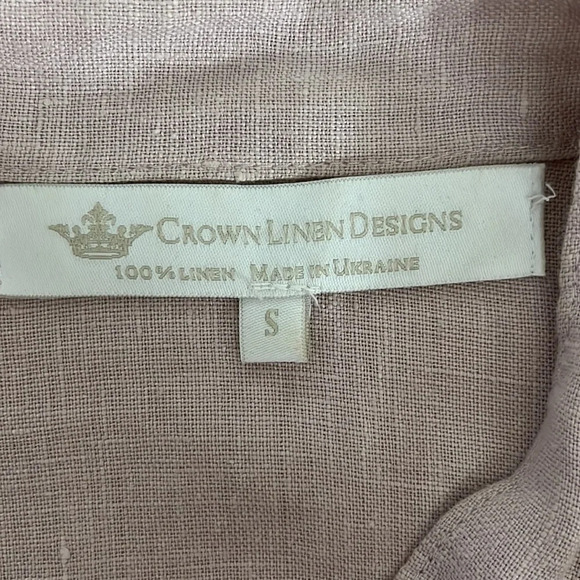 CROWN LINEN DESIGNS
100% LINEN MADE IN UKRAINE
S